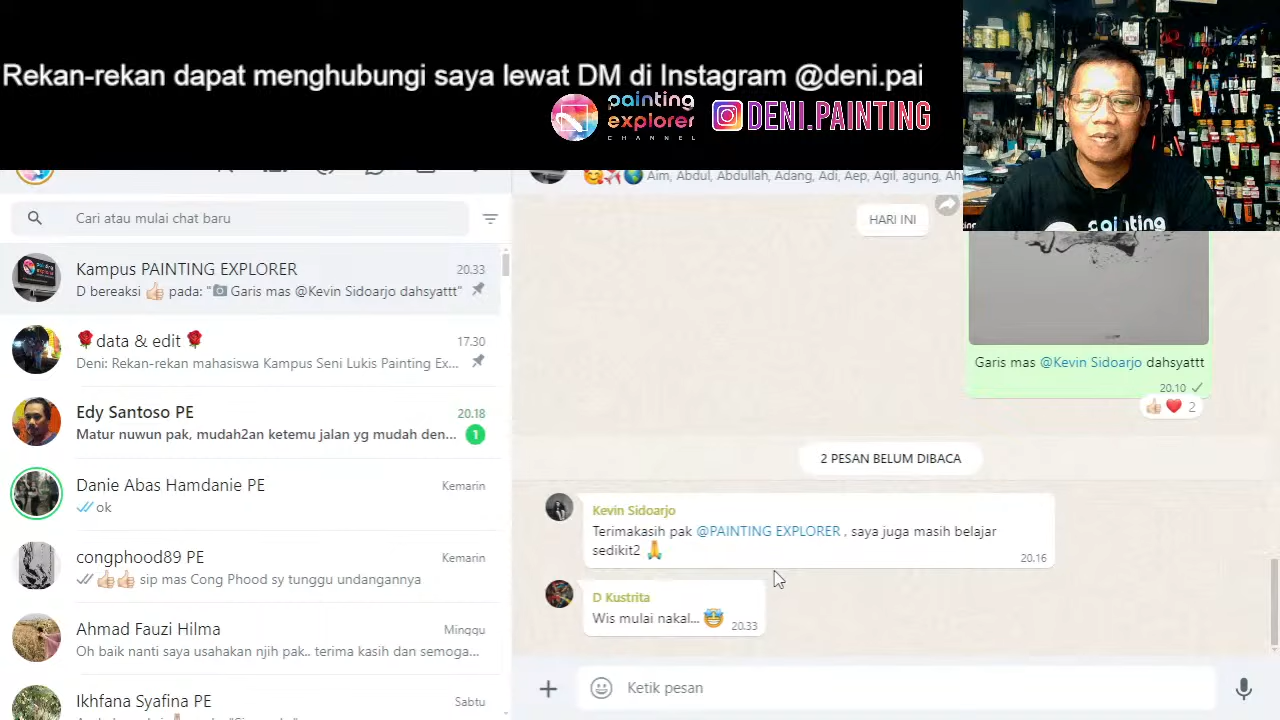 Rekan-rekan dapat menghubungi saya lewat DM di Instagram @deni.pai
painting
explorer
CHANNEL
DENI.PAINTING
painting
Cari atau mulai chat baru
Kampus PAINTING EXPLORER
20.33
D bereaksi 👍🏻 pada: "📷 Garis mas @Kevin Sidoarjo dahsyattt"
🌹data & edit 🌹
17.30
Deni: Rekan-rekan mahasiswa Kampus Seni Lukis Painting Ex...
Edy Santoso PE
20.18
Matur nuwun pak, mudah2an ketemu jalan yg mudah den...
1
Danie Abas Hamdanie PE
Kemarin
ok
congphood89 PE
Kemarin
👍🏻👍🏻 sip mas Cong Phood sy tunggu undangannya
Ahmad Fauzi Hilma
Minggu
Oh baik nanti saya usahakan njih pak.. terima kasih dan semoga...
Ikhfana Syafina PE
Sabtu
🥰✈️🌎 Aim, Abdul, Abdullah, Adang, Adi, Aep, Agil, agung, Ah
HARI INI
Garis mas @Kevin Sidoarjo dahsyattt
20.10
👍🏻❤️ 2
2 PESAN BELUM DIBACA
Kevin Sidoarjo
Terimakasih pak @PAINTING EXPLORER , saya juga masih belajar
sedikit2 🙏
20.16
D Kustrita
Wis mulai nakal... 🤩
20.33
Ketik pesan